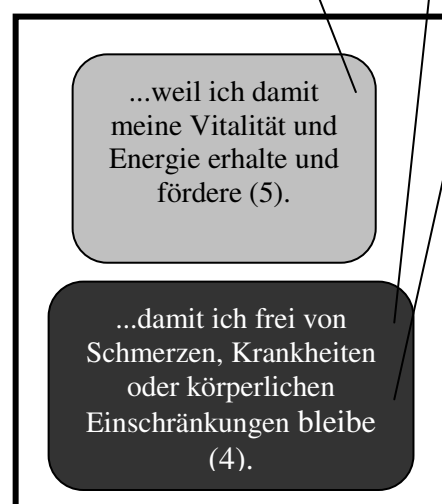 ...weil ich damit
meine Vitalität und
Energie erhalte und
fördere (5).
...damit ich frei von
Schmerzen, Krankheiten
oder körperlichen
Einschränkungen bleibe
(4).